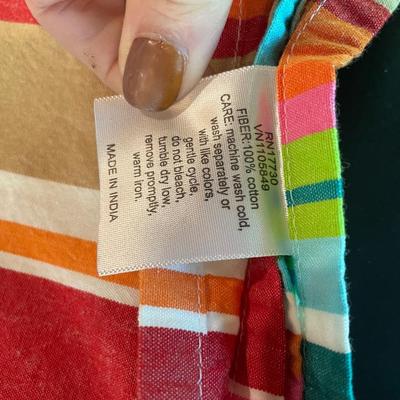 RN17730
VN1105849
FIBER:100% cotton
CARE: machine wash cold,
wash separately or
with like colors,
gentle cycle,
do not bleach,
tumble dry low,
remove promptly,
warm iron.
MADE IN INDIA